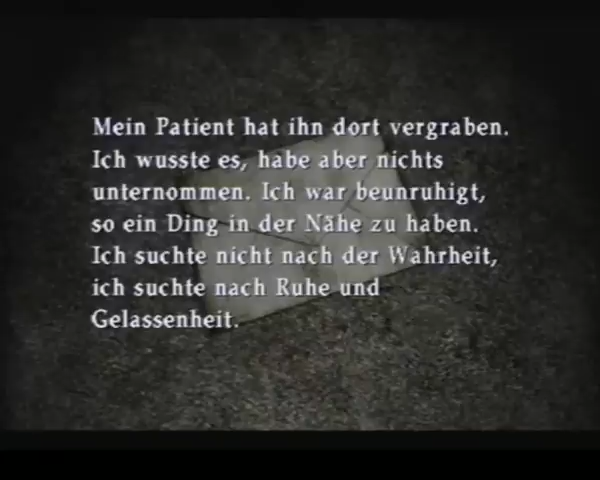 Mein Patient hat ihn dort vergraben.
Ich wusste es, habe aber nichts
unternommen. Ich war beunruhigt,
so ein Ding in der Nähe zu haben.
Ich suchte nicht nach der Wahrheit,
ich suchte nach Ruhe und
Gelassenheit.